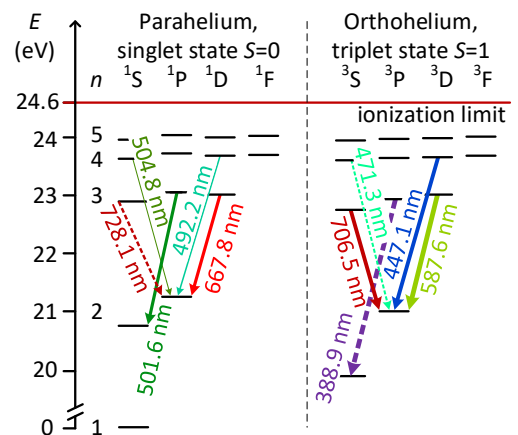 E
(eV)
Parahelium,
singlet state S=0
Orthohelium,
triplet state S=1
n
¹S
¹P
¹D
¹F
³S
³P
³D
³F
24.6
ionization limit
24
23
22
21
20
0
5
4
3
2
1
504.8 nm
728.1 nm
492.2 nm
667.8 nm
501.6 nm
471.3 nm
706.5 nm
447.1 nm
587.6 nm
388.9 nm